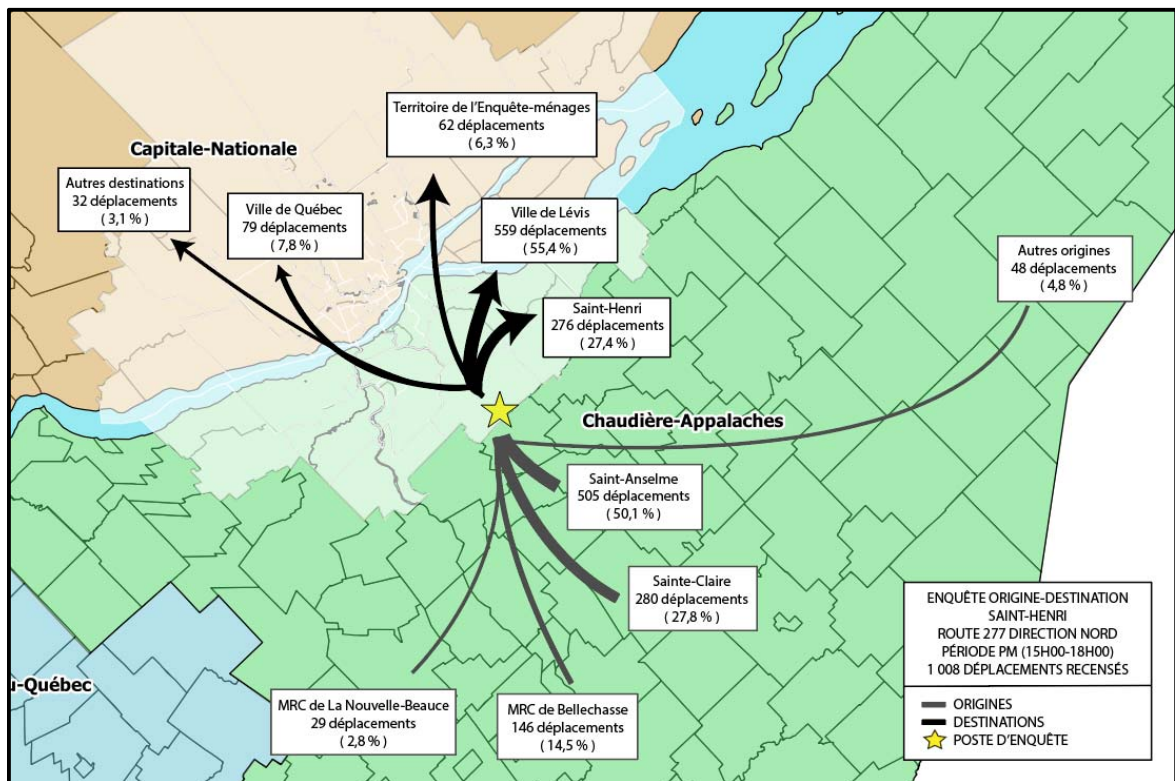 Territoire de l'Enquête-ménages
62 déplacements
( 6,3 % )
Capitale-Nationale
Autres destinations
32 déplacements
( 3,1 % )
Ville de Québec
79 déplacements
( 7,8 % )
Ville de Lévis
559 déplacements
( 55,4 % )
Autres origines
48 déplacements
( 4,8 % )
Saint-Henri
276 déplacements
( 27,4 % )
Chaudière-Appalaches
Saint-Anselme
505 déplacements
( 50,1 % )
Sainte-Claire
280 déplacements
( 27,8 % )
u-Québec
MRC de La Nouvelle-Beauce
29 déplacements
( 2,8 % )
MRC de Bellechasse
146 déplacements
( 14,5 % )
ENQUÊTE ORIGINE-DESTINATION
SAINT-HENRI
ROUTE 277 DIRECTION NORD
PÉRIODE PM (15H00-18H00)
1 008 DÉPLACEMENTS RECENSÉS
ORIGINES
DESTINATIONS
POSTE D'ENQUÊTE